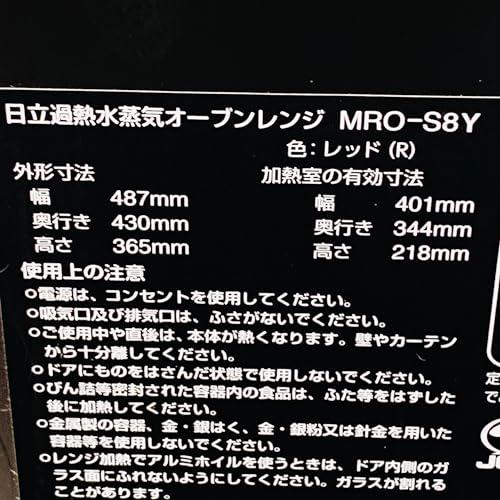 日立過熱水蒸気オーブンレンジ MRO-S8Y
色：レッド（R）
外形寸法
幅 487mm
奥行き 430mm
高さ 365mm
加熱室の有効寸法
幅 401mm
奥行き 344mm
高さ 218mm
使用上の注意
○電源は、コンセントを使用してください。
○吸気口及び排気口は、ふさがないでください。
○ご使用中や直後は、本体が熱くなります。壁やカーテン
から十分離してください。
○ドアにものをはさんだ状態で使用しないでください。
○びん詰等密封された容器内の食品は、ふた等をはずした
後に加熱してください。
○金属製の容器、金・銀はく、金・銀粉又は針金を用いた
容器等を使用しないでください。
○レンジ加熱でアルミホイルを使うときは、ドア内側のガ
ラス面にふれないようにしてください。ガラスが割れる
ことがあります。
定
で